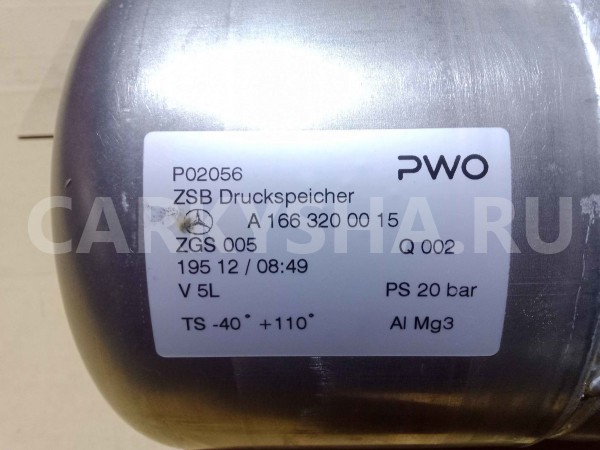 P02056 PWO
ZSB Druckspeicher
A 166 320 00 15
ZGS 005 Q 002
195 12 / 08:49
V 5L PS 20 bar
TS -40° +110° Al Mg3
CARKYSHA.RU